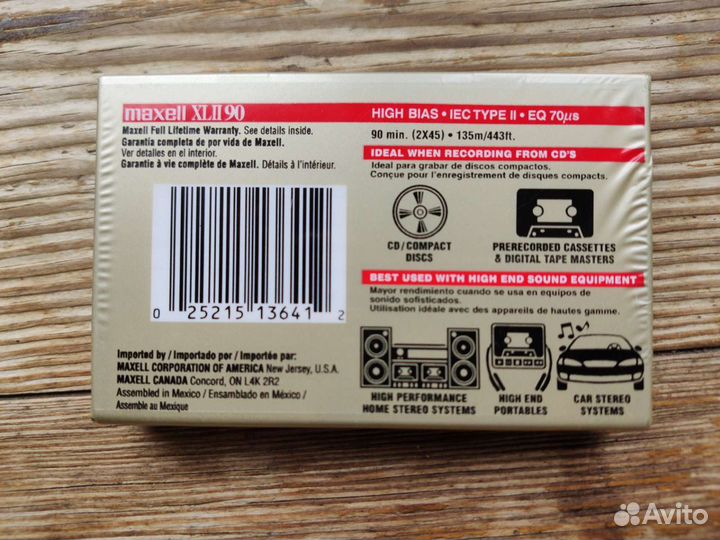 maxell XLII 90
Maxell Full Lifetime Warranty. See details inside.
Garantía completa de por vida de Maxell.
Ver detalles en el interior.
Garantie à vie complète de Maxell. Détails à l'intérieur.
0 25215 13641 2
Imported by / Importado por / Importée par:
MAXELL CORPORATION OF AMERICA New Jersey, U.S.A.
MAXELL CANADA Concord, ON L4K 2R2
Assembled in Mexico / Ensamblado en México /
Assemblée au Mexique
HIGH BIAS • IEC TYPE II • EQ 70µs
90 min. (2X45) • 135m/443ft.
IDEAL WHEN RECORDING FROM CD'S
Ideal para grabar de discos compactos.
Conçue pour l'enregistrement de disques compacts.
CD/COMPACT
DISCS
PRERECORDED CASSETTES
& DIGITAL TAPE MASTERS
BEST USED WITH HIGH END SOUND EQUIPMENT
Mayor rendimiento cuando se usa en equipos de
sonido sofisticados.
Utilisation idéale avec des appareils de hautes gamme.
HIGH PERFORMANCE
HOME STEREO SYSTEMS
HIGH END
PORTABLES
CAR STEREO
SYSTEMS
Avito